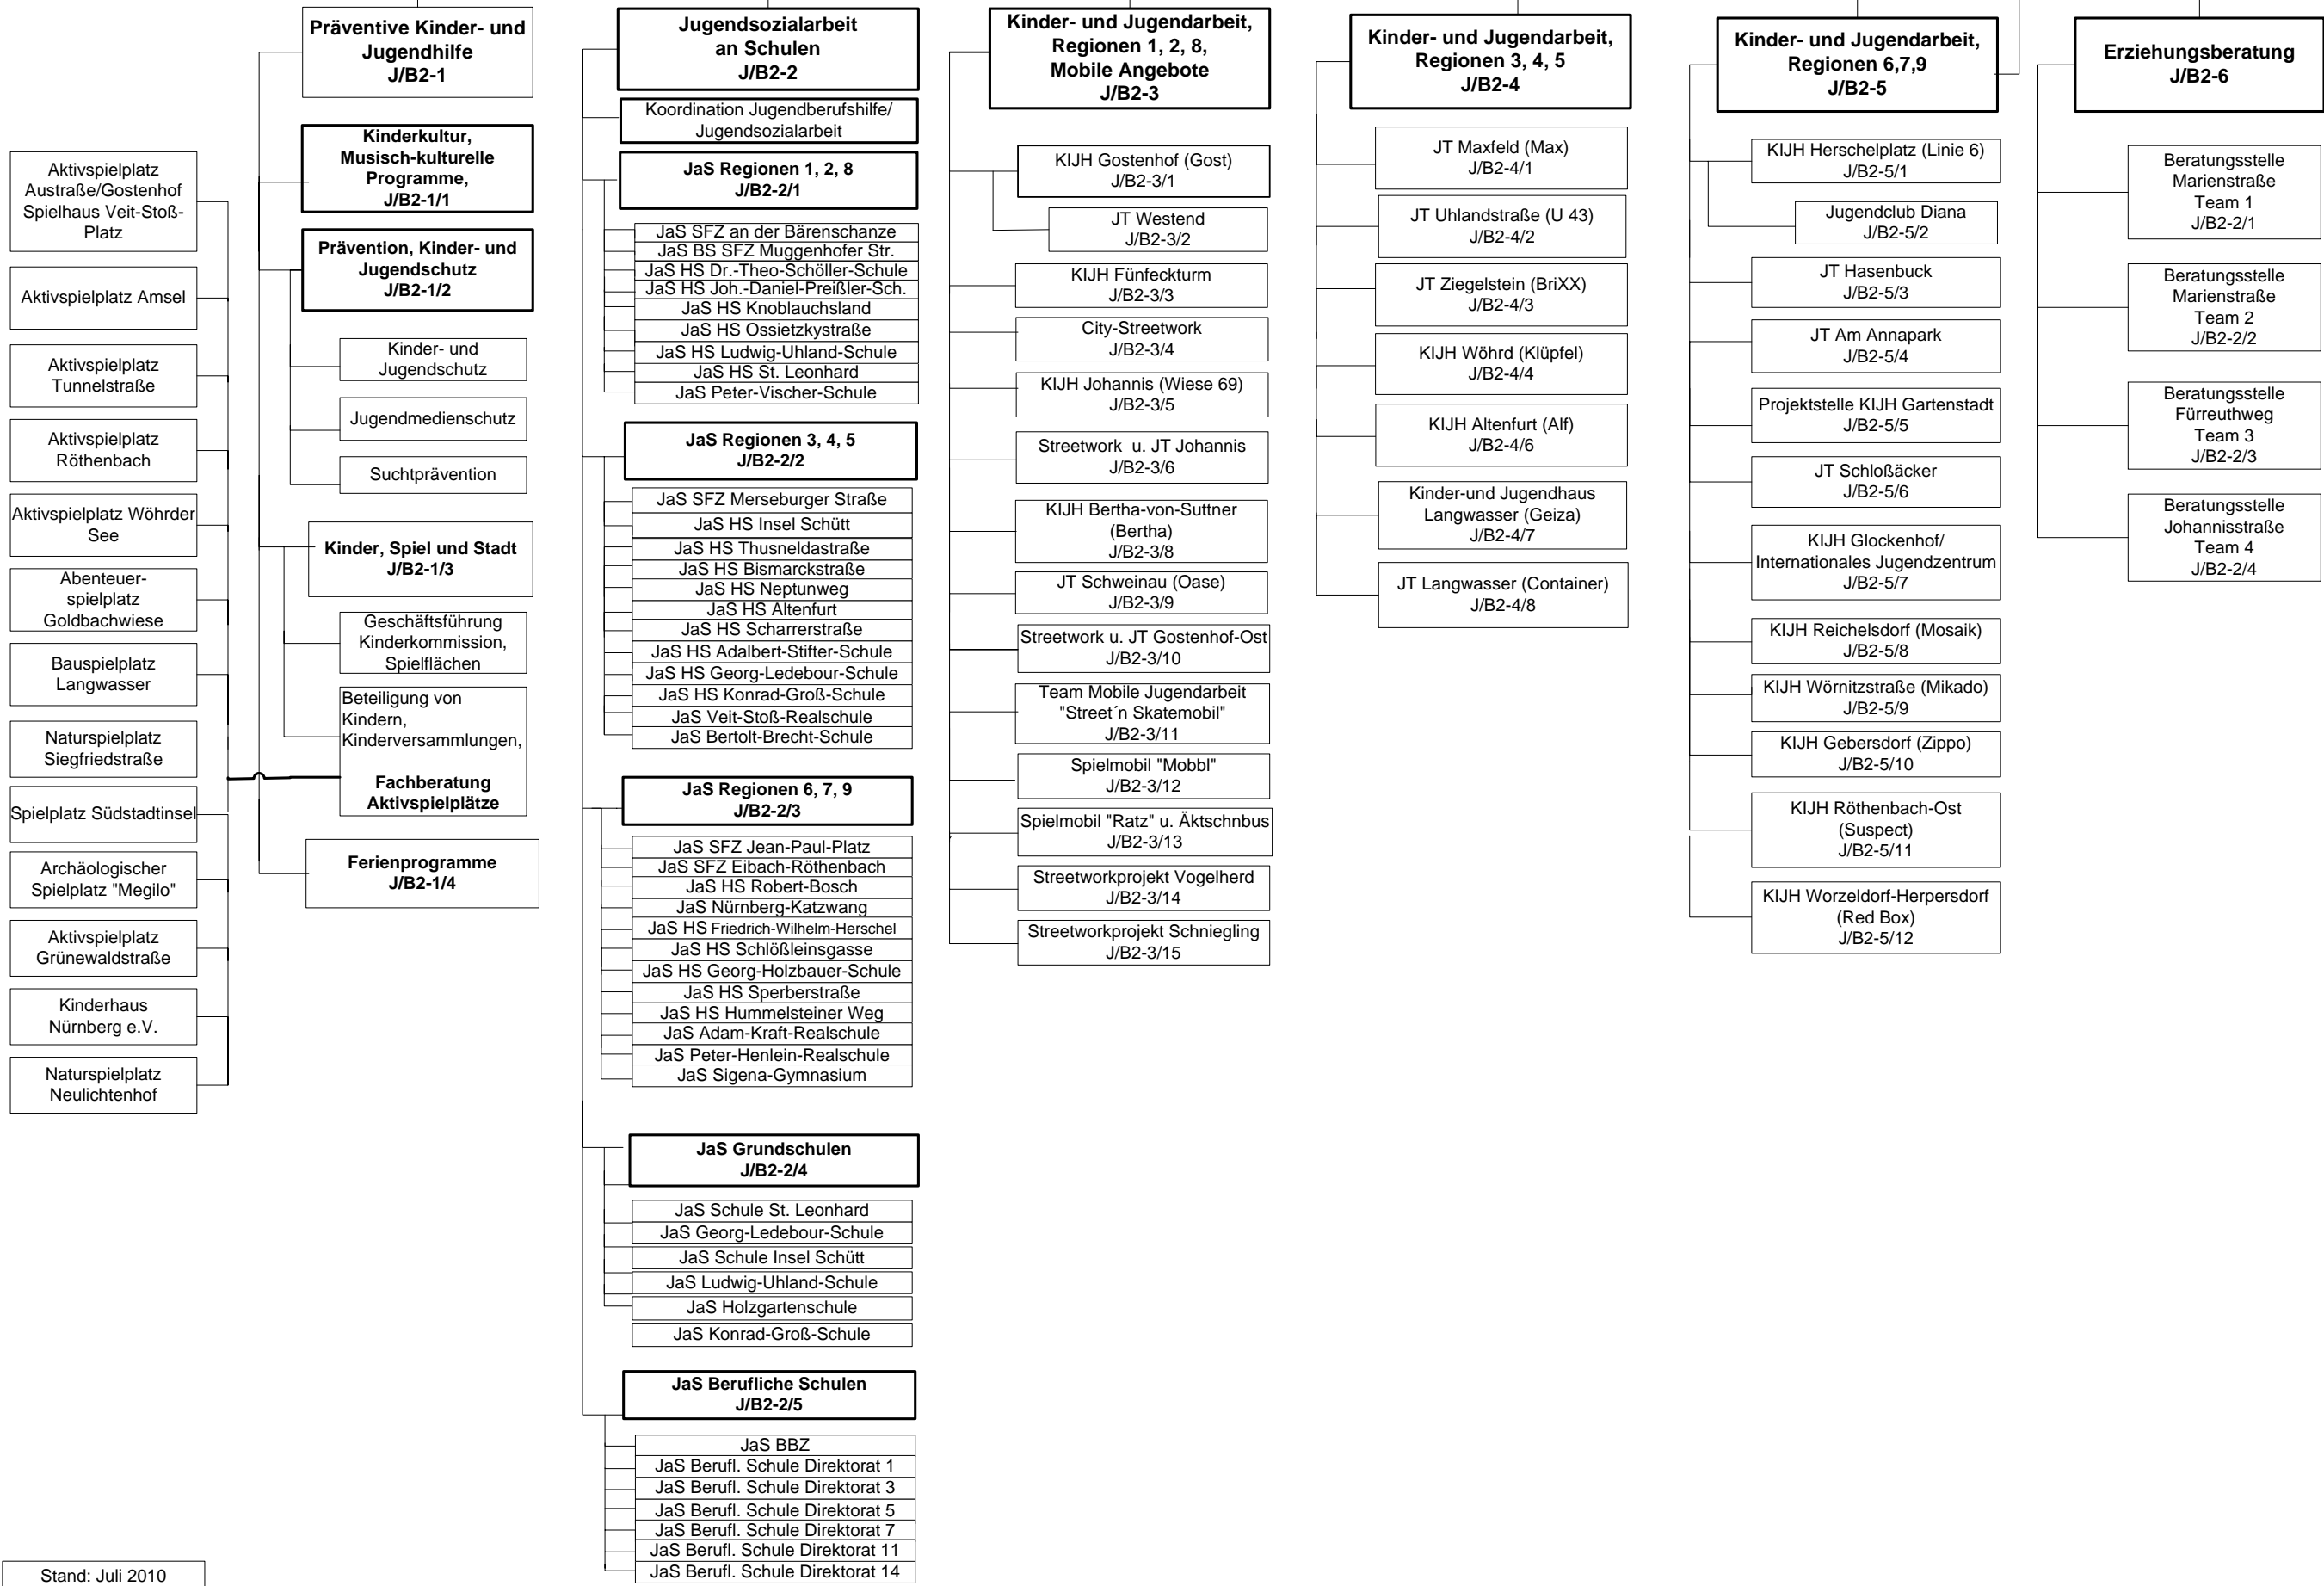 Präventive Kinder- und
Jugendhilfe
J/B2-1
Kinderkultur,
Musisch-kulturelle
Programme,
J/B2-1/1
Prävention, Kinder- und
Jugendschutz
J/B2-1/2
Kinder- und
Jugendschutz
Jugendmedienschutz
Suchtprävention
Kinder, Spiel und Stadt
J/B2-1/3
Geschäftsführung
Kinderkommission,
Spielflächen
Beteiligung von
Kindern,
Kinderversammlungen,
Fachberatung
Aktivspielplätze
Ferienprogramme
J/B2-1/4
Aktivspielplatz
Austraße/Gostenhof
Spielhaus Veit-Stoß-
Platz
Aktivspielplatz Amsel
Aktivspielplatz
Tunnelstraße
Aktivspielplatz
Röthenbach
Aktivspielplatz Wöhrder
See
Abenteuer-
spielplatz
Goldbachwiese
Bauspielplatz
Langwasser
Naturspielplatz
Siegfriedstraße
Spielplatz Südstadtinsel
Archäologischer
Spielplatz "Megilo"
Aktivspielplatz
Grünewaldstraße
Kinderhaus
Nürnberg e.V.
Naturspielplatz
Neulichtenhof
Jugendsozialarbeit
an Schulen
J/B2-2
Koordination Jugendberufshilfe/
Jugendsozialarbeit
JaS Regionen 1, 2, 8
J/B2-2/1
JaS SFZ an der Bärenschanze
JaS BS SFZ Muggenhofer Str.
JaS HS Dr.-Theo-Schöller-Schule
JaS HS Joh.-Daniel-Preißler-Sch.
JaS HS Knoblauchsland
JaS HS Ossietzkystraße
JaS HS Ludwig-Uhland-Schule
JaS HS St. Leonhard
JaS Peter-Vischer-Schule
JaS Regionen 3, 4, 5
J/B2-2/2
JaS SFZ Merseburger Straße
JaS HS Insel Schütt
JaS HS Thusneldastraße
JaS HS Bismarckstraße
JaS HS Neptunweg
JaS HS Altenfurt
JaS HS Scharrerstraße
JaS HS Adalbert-Stifter-Schule
JaS HS Georg-Ledebour-Schule
JaS HS Konrad-Groß-Schule
JaS Veit-Stoß-Realschule
JaS Bertolt-Brecht-Schule
JaS Regionen 6, 7, 9
J/B2-2/3
JaS SFZ Jean-Paul-Platz
JaS SFZ Eibach-Röthenbach
JaS HS Robert-Bosch
JaS Nürnberg-Katzwang
JaS HS Friedrich-Wilhelm-Herschel
JaS HS Schlößleinsgasse
JaS HS Georg-Holzbauer-Schule
JaS HS Sperberstraße
JaS HS Hummelsteiner Weg
JaS Adam-Kraft-Realschule
JaS Peter-Henlein-Realschule
JaS Sigena-Gymnasium
JaS Grundschulen
J/B2-2/4
JaS Schule St. Leonhard
JaS Georg-Ledebour-Schule
JaS Schule Insel Schütt
JaS Ludwig-Uhland-Schule
JaS Holzgartenschule
JaS Konrad-Groß-Schule
JaS Berufliche Schulen
J/B2-2/5
JaS BBZ
JaS Berufl. Schule Direktorat 1
JaS Berufl. Schule Direktorat 3
JaS Berufl. Schule Direktorat 5
JaS Berufl. Schule Direktorat 7
JaS Berufl. Schule Direktorat 11
JaS Berufl. Schule Direktorat 14
Kinder- und Jugendarbeit,
Regionen 1, 2, 8,
Mobile Angebote
J/B2-3
KIJH Gostenhof (Gost)
J/B2-3/1
JT Westend
J/B2-3/2
KIJH Fünfeckturm
J/B2-3/3
City-Streetwork
J/B2-3/4
KIJH Johannis (Wiese 69)
J/B2-3/5
Streetwork u. JT Johannis
J/B2-3/6
KIJH Bertha-von-Suttner
(Bertha)
J/B2-3/8
JT Schweinau (Oase)
J/B2-3/9
Streetwork u. JT Gostenhof-Ost
J/B2-3/10
Team Mobile Jugendarbeit
"Street´n Skatemobil"
J/B2-3/11
Spielmobil "Mobbl"
J/B2-3/12
Spielmobil "Ratz" u. Äktschnbus
J/B2-3/13
Streetworkprojekt Vogelherd
J/B2-3/14
Streetworkprojekt Schniegling
J/B2-3/15
Kinder- und Jugendarbeit,
Regionen 3, 4, 5
J/B2-4
JT Maxfeld (Max)
J/B2-4/1
JT Uhlandstraße (U 43)
J/B2-4/2
JT Ziegelstein (BriXX)
J/B2-4/3
KIJH Wöhrd (Klüpfel)
J/B2-4/4
KIJH Altenfurt (Alf)
J/B2-4/6
Kinder-und Jugendhaus
Langwasser (Geiza)
J/B2-4/7
JT Langwasser (Container)
J/B2-4/8
Kinder- und Jugendarbeit,
Regionen 6,7,9
J/B2-5
KIJH Herschelplatz (Linie 6)
J/B2-5/1
Jugendclub Diana
J/B2-5/2
JT Hasenbuck
J/B2-5/3
JT Am Annapark
J/B2-5/4
Projektstelle KIJH Gartenstadt
J/B2-5/5
JT Schloßäcker
J/B2-5/6
KIJH Glockenhof/
Internationales Jugendzentrum
J/B2-5/7
KIJH Reichelsdorf (Mosaik)
J/B2-5/8
KIJH Wörnitzstraße (Mikado)
J/B2-5/9
KIJH Gebersdorf (Zippo)
J/B2-5/10
KIJH Röthenbach-Ost
(Suspect)
J/B2-5/11
KIJH Worzeldorf-Herpersdorf
(Red Box)
J/B2-5/12
Erziehungsberatung
J/B2-6
Beratungsstelle
Marienstraße
Team 1
J/B2-2/1
Beratungsstelle
Marienstraße
Team 2
J/B2-2/2
Beratungsstelle
Fürreuthweg
Team 3
J/B2-2/3
Beratungsstelle
Johannisstraße
Team 4
J/B2-2/4
Stand: Juli 2010